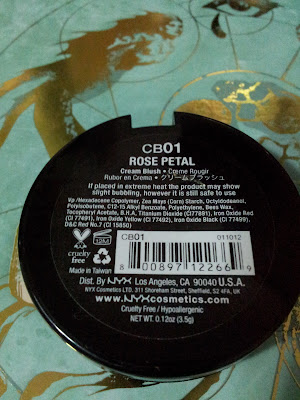 CB01
ROSE PETAL
Cream Blush • Crème Rougir
Rubor en Crema • クリームブラッシュ
If placed in extreme heat the product may show
slight bubbling, however it is still safe to use
Vp /Hexadecane Copolymer, Zea Mays (Corn) Starch, Octyldodeanol,
Polyisobutene, C12-15 Alkyl Benzoate, Polyethylene, Bees Wax,
Tocopheryl Acetate, B.H.A, Titanium Dioxide (CI77891), Iron Oxide Red
(CI 77491), Iron Oxide Yellow (CI 77492), Iron Oxide Black (CI 77499),
D&C Red No.7 (CI 15850)
12M
cruelty
free
Made in Taiwan
CB01 011012
8 00897 12266 9
Dist. By NYX Los Angeles, CA 90040 U.S.A.
NYX Cosmetics LTD. 311 Shoreham Street, Sheffield, S2 4FA, UK
www.NYXcosmetics.com
Cruelty Free / Hypoallergenic
NET WT. 0.12oz (3.5g)